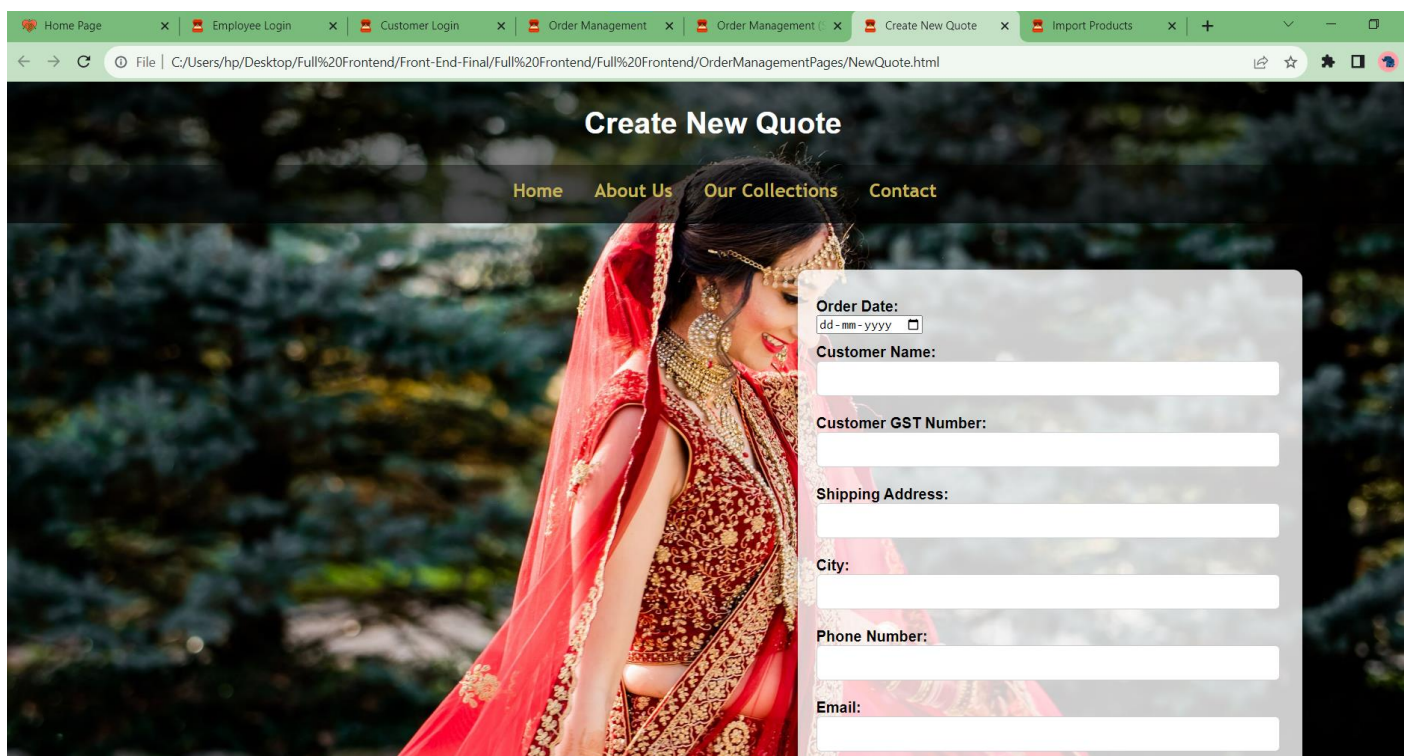 Home Page Employee Login Customer Login Order Management Order Management (S Create New Quote Import Products
File C:/Users/hp/Desktop/Full%20Frontend/Front-End-Final/Full%20Frontend/Full%20Frontend/OrderManagementPages/NewQuote.html
Create New Quote
Home About Us Our Collections Contact
Order Date:
dd-mm-yyyy
Customer Name:
Customer GST Number:
Shipping Address:
City:
Phone Number:
Email: